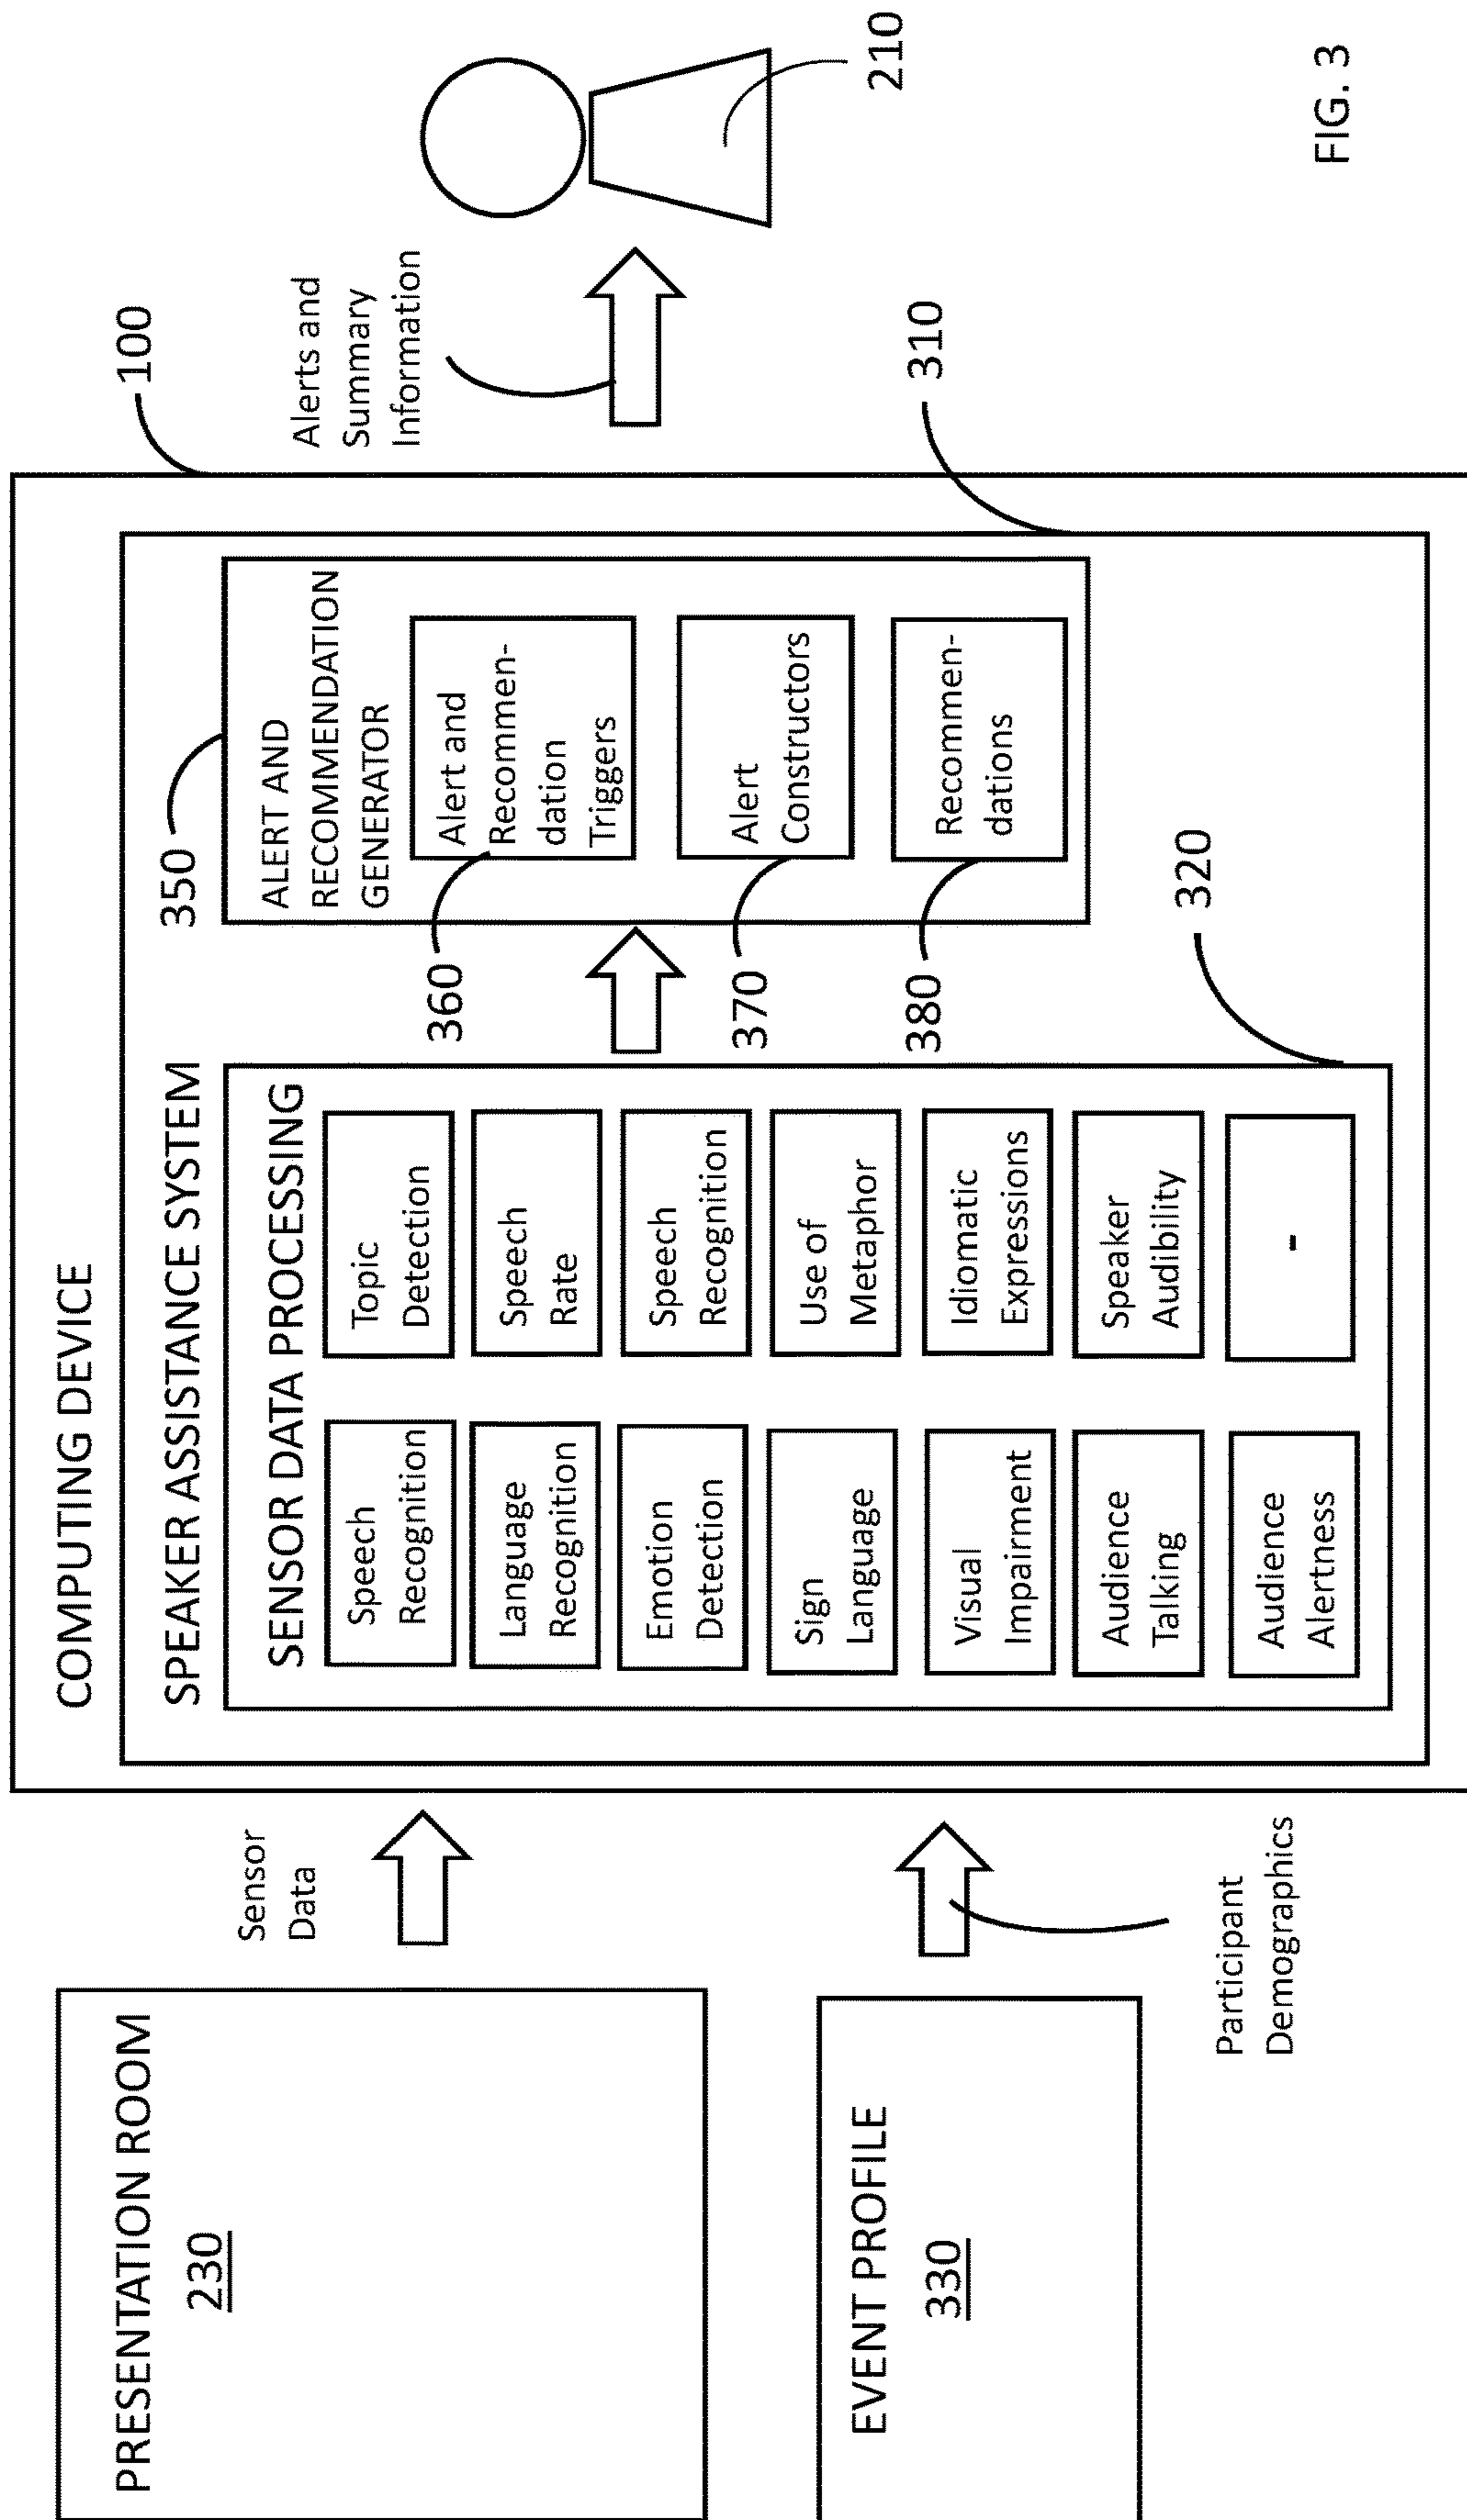 PRESENTATION ROOM
230
EVENT PROFILE
330
Sensor
Data
Participant
Demographics
COMPUTING DEVICE
100
SPEAKER ASSISTANCE SYSTEM
310
SENSOR DATA PROCESSING
320
Speech
Recognition
Language
Recognition
Emotion
Detection
Sign
Language
Visual
Impairment
Audience
Talking
Audience
Alertness
Topic
Detection
Speech
Rate
Speech
Recognition
Use of
Metaphor
Idiomatic
Expressions
Speaker
Audibility
-
350
ALERT AND
RECOMMENDATION
GENERATOR
360
Alert and
Recommen-
dation
Triggers
370
Alert
Constructors
380
Recommen-
dations
Alerts and
Summary
Information
210
FIG. 3